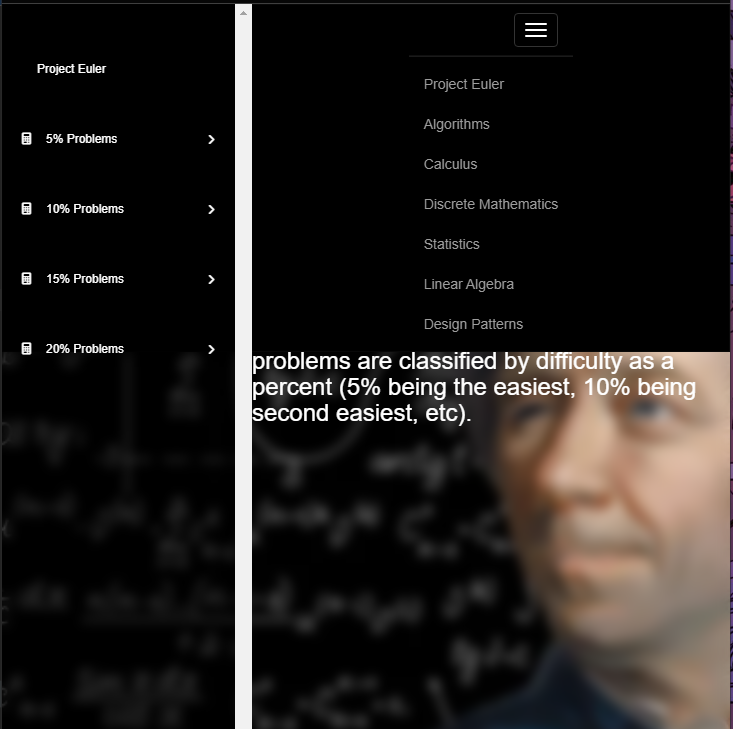 Project Euler
5% Problems
10% Problems
15% Problems
20% Problems
Project Euler
Algorithms
Calculus
Discrete Mathematics
Statistics
Linear Algebra
Design Patterns
problems are classified by difficulty as a
percent (5% being the easiest, 10% being
second easiest, etc).